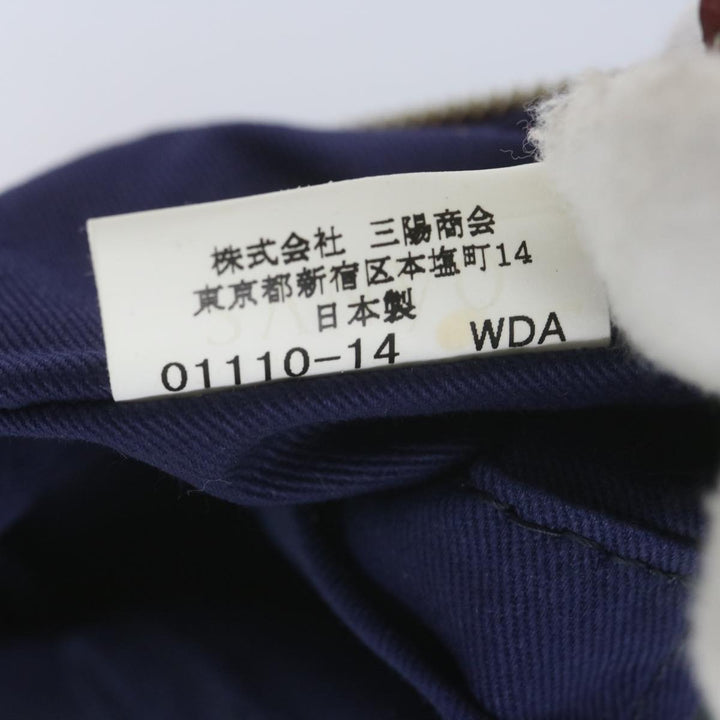 株式会社 三陽商会
東京都新宿区本塩町14
日本製
01110-14 WDA